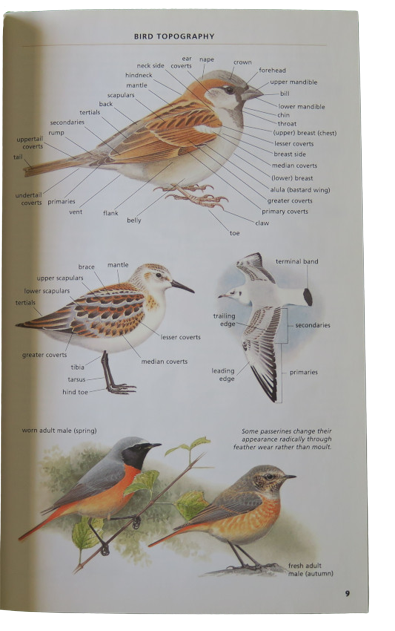 BIRD TOPOGRAPHY
ear
coverts
nape
crown
neck side
forehead
hindneck
upper mandible
mantle
bill
scapulars
lower mandible
back
chin
tertials
throat
secondaries
(upper) breast (chest)
rump
lesser coverts
uppertail
coverts
breast side
tail
median coverts
(lower) breast
alula (bastard wing)
undertail
coverts
greater coverts
primaries
primary coverts
vent
flank
belly
claw
toe
brace
mantle
terminal band
upper scapulars
lower scapulars
tertials
trailing
edge
secondaries
lesser coverts
greater coverts
median coverts
tibia
leading
edge
primaries
tarsus
hind toe
worn adult male (spring)
Some passerines change their
appearance radically through
feather wear rather than moult.
fresh adult
male (autumn)
9